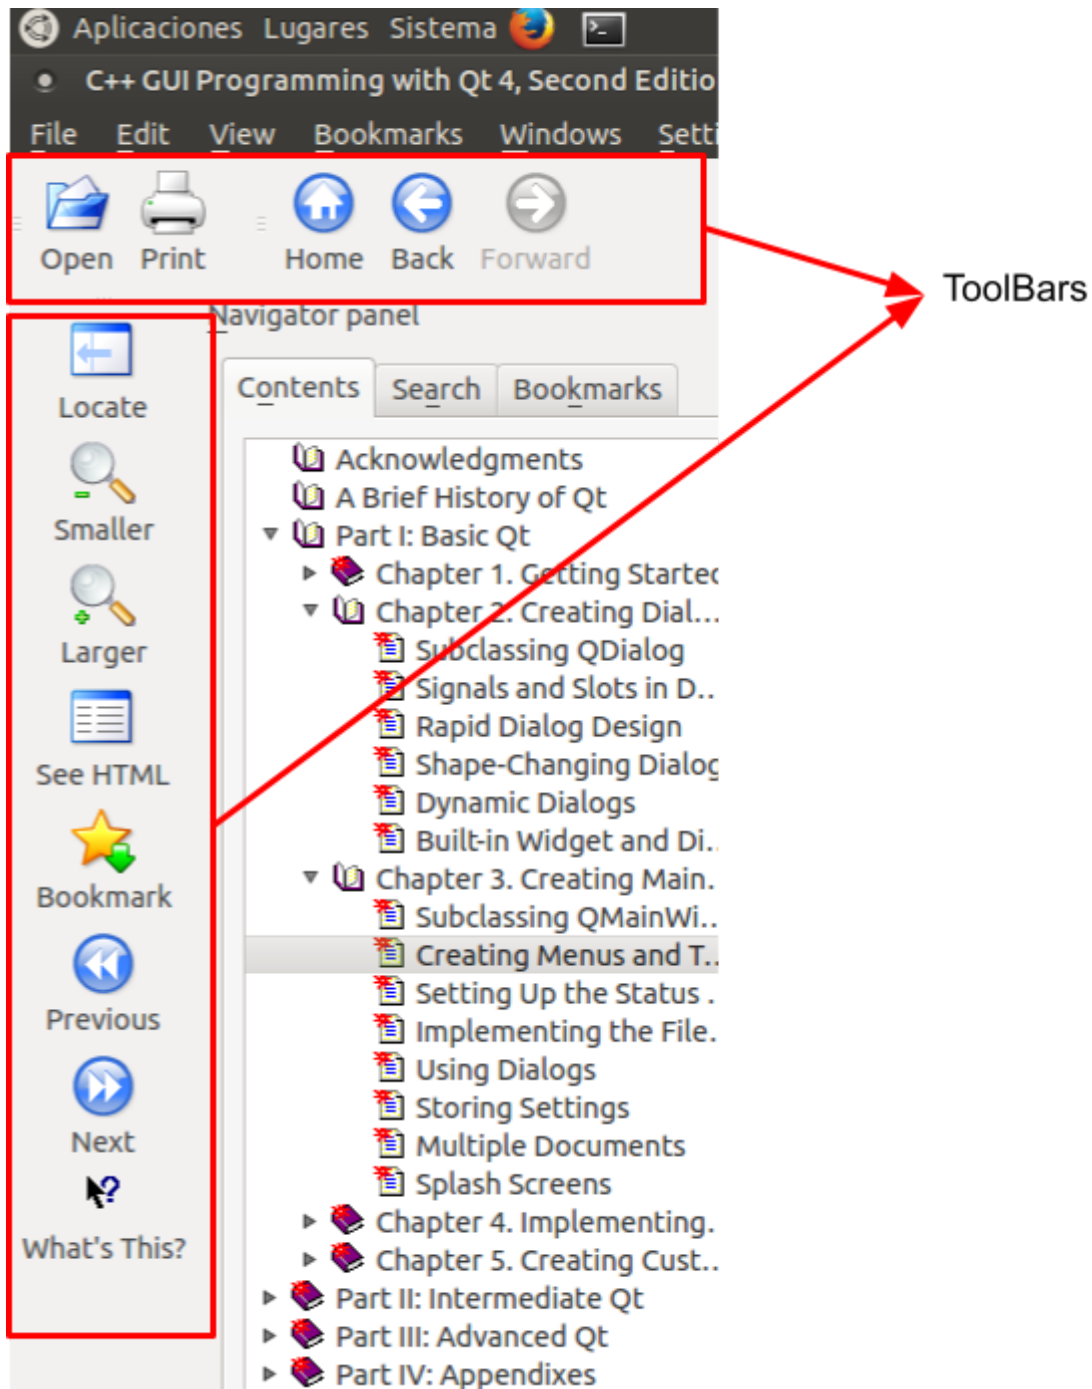 Aplicaciones Lugares Sistema
C++ GUI Programming with Qt 4, Second Editio
File Edit View Bookmarks Windows Setti
Open Print Home Back Forward
ToolBars
Navigator panel
Locate
Smaller
Larger
See HTML
Bookmark
Previous
Next
What's This?
Contents Search Bookmarks
Acknowledgments
A Brief History of Qt
Part I: Basic Qt
Chapter 1. Getting Started
Chapter 2. Creating Dial...
Subclassing QDialog
Signals and Slots in D..
Rapid Dialog Design
Shape-Changing Dialog
Dynamic Dialogs
Built-in Widget and Di..
Chapter 3. Creating Main.
Subclassing QMainWi..
Creating Menus and T..
Setting Up the Status .
Implementing the File.
Using Dialogs
Storing Settings
Multiple Documents
Splash Screens
Chapter 4. Implementing.
Chapter 5. Creating Cust..
Part II: Intermediate Qt
Part III: Advanced Qt
Part IV: Appendixes